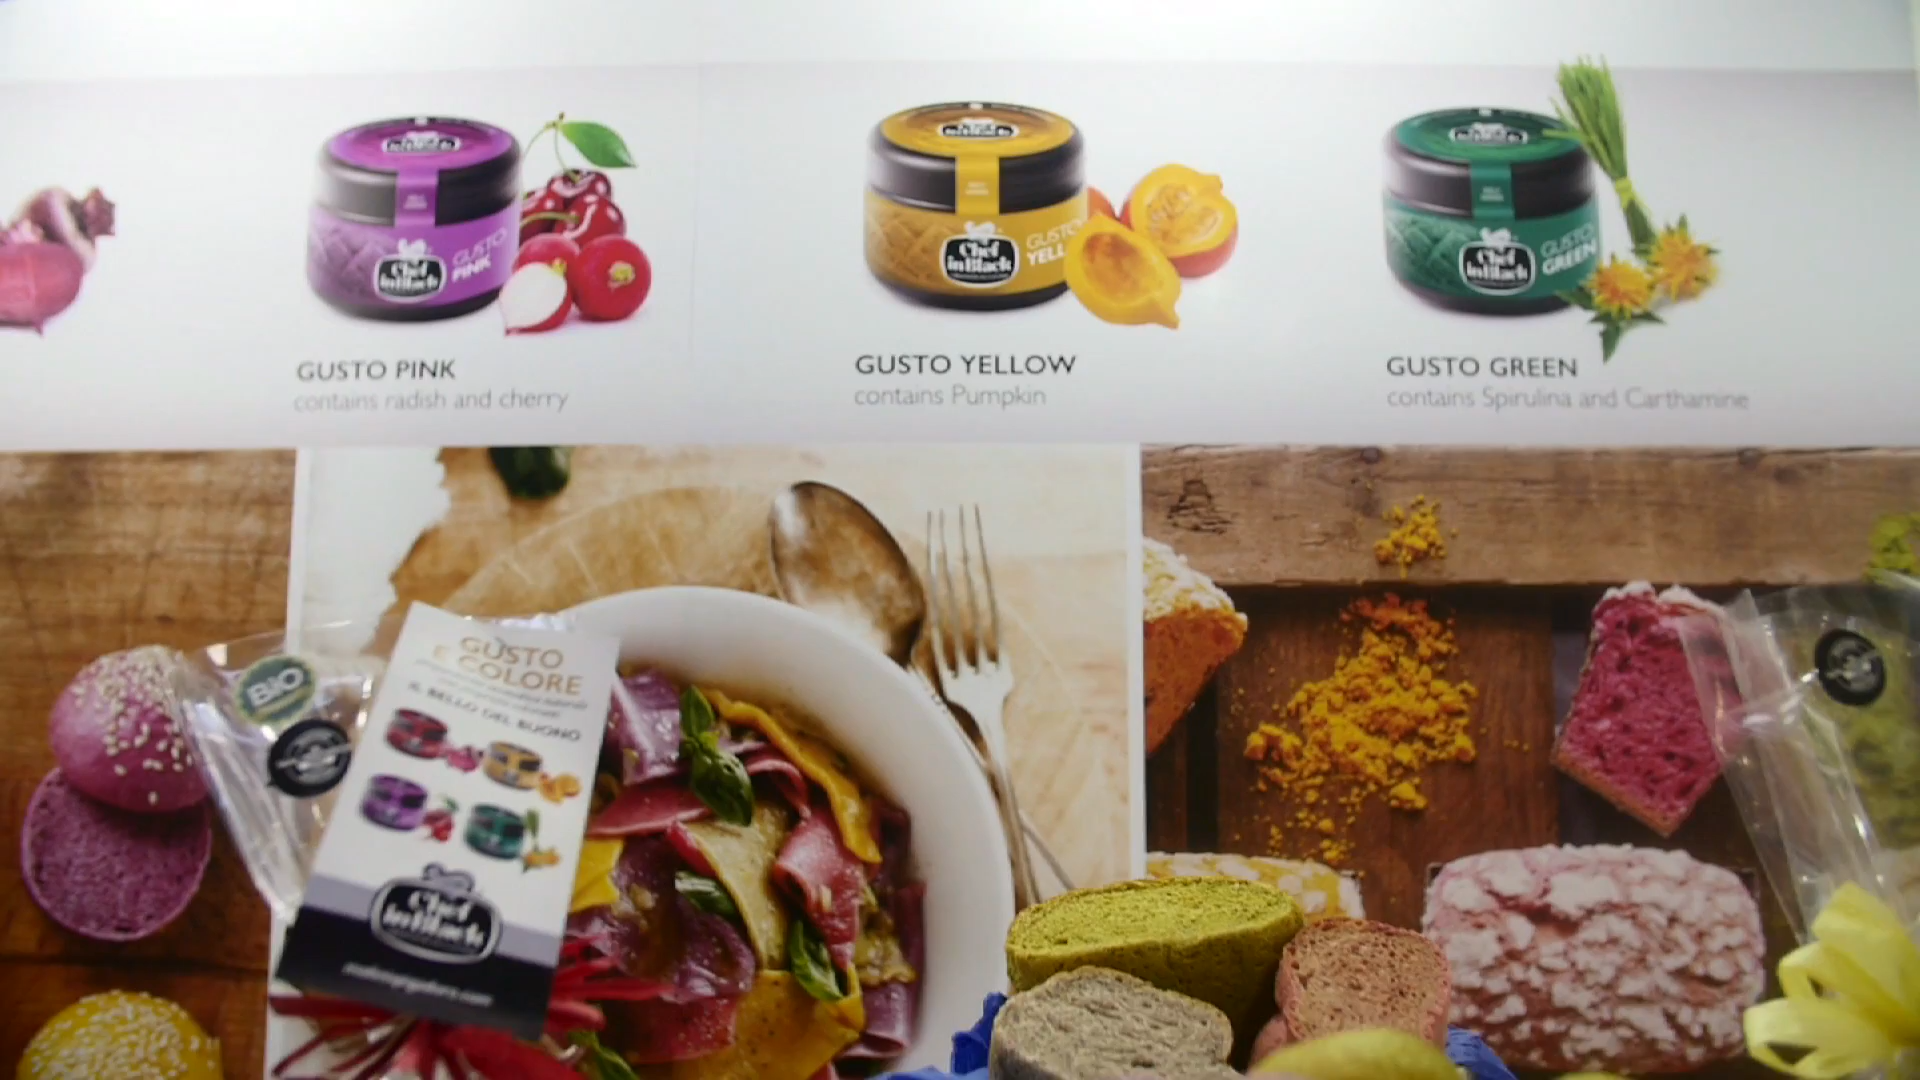 Chef
in Black
GUSTO
PINK
Chef
in Black
GUSTO
YELL
Chef
in Black
GUSTO
GREEN
GUSTO PINK
contains radish and cherry
GUSTO YELLOW
contains Pumpkin
GUSTO GREEN
contains Spirulina and Carthamine
BIO
GUSTO
E COLORE
IL BELLO DEL BUONO
Chef
in Black